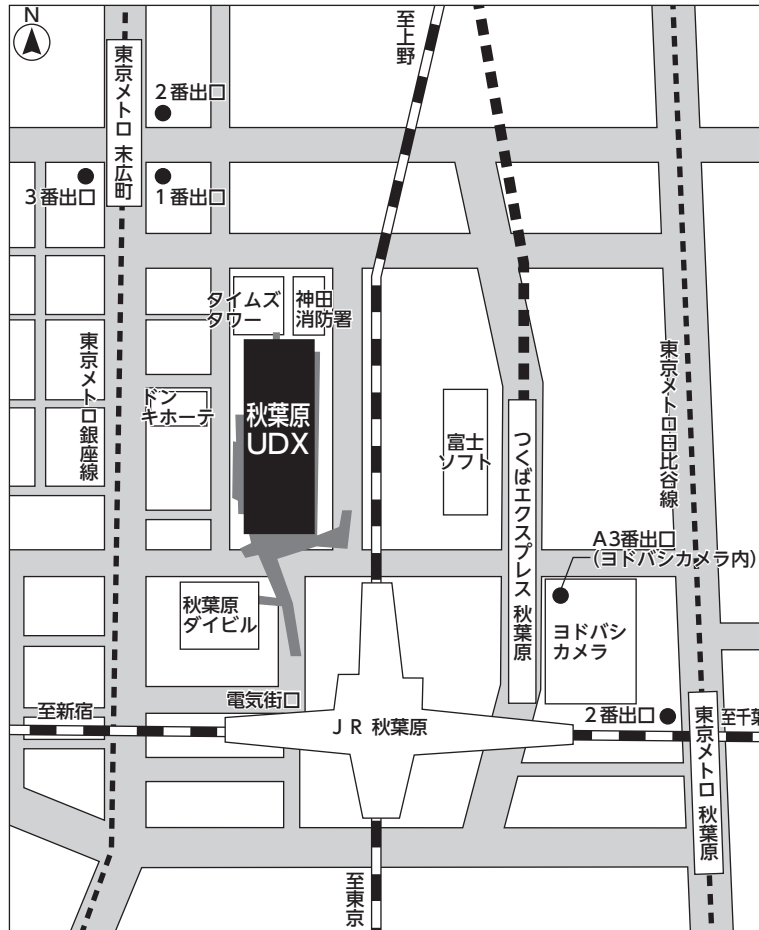 N
至上野
東京メトロ 末広町
2番出口
3番出口
1番出口
タイムズ
タワー
神田
消防署
東京メトロ銀座線
ドン
キホーテ
秋葉原
UDX
富士
ソフト
つくばエクスプレス 秋葉原
東京メトロ日比谷線
A3番出口
(ヨドバシカメラ内)
秋葉原
ダイビル
ヨドバシ
カメラ
電気街口
至新宿
JR 秋葉原
2番出口
東京メトロ 秋葉原
至千葉
至東京